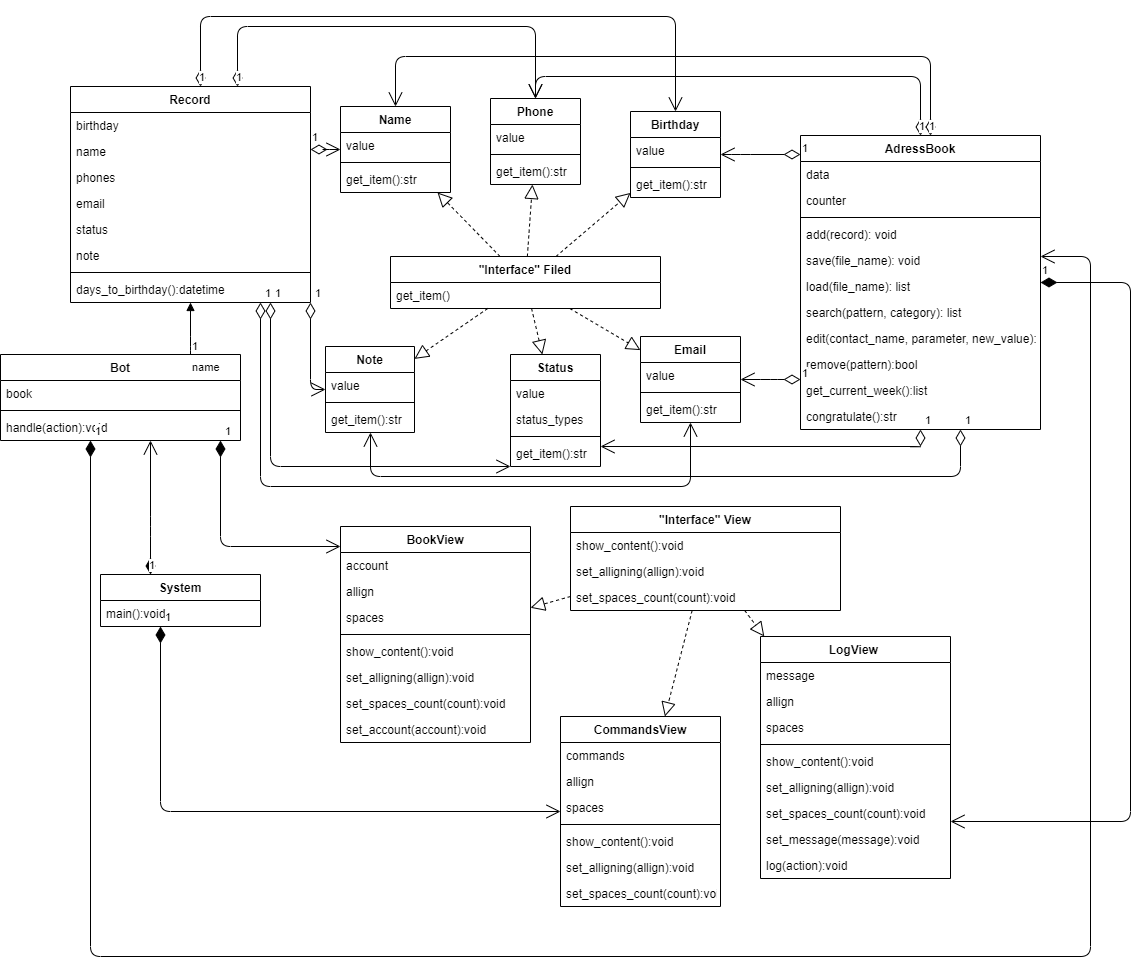 1
1
Record
birthday
name
phones
email
status
note
days_to_birthday():datetime
1
1
1
1
Name
value
get_item():str
Phone
value
get_item():str
Birthday
value
get_item():str
1
1
1
AdressBook
data
counter
add(record): void
save(file_name): void
load(file_name): list
search(pattern, category): list
edit(contact_name, parameter, new_value):
remove(pattern):bool
get_current_week():list
congratulate():str
1
1
1
1
"Interface" Filed
get_item()
Note
value
get_item():str
Status
value
status_types
get_item():str
Email
value
get_item():str
1
name
Bot
book
handle(action):void
1
1
1
System
main():void
1
BookView
account
allign
spaces
show_content():void
set_alligning(allign):void
set_spaces_count(count):void
set_account(account):void
"Interface" View
show_content():void
set_alligning(allign):void
set_spaces_count(count):void
CommandsView
commands
allign
spaces
show_content():void
set_alligning(allign):void
set_spaces_count(count):vo
LogView
message
allign
spaces
show_content():void
set_alligning(allign):void
set_spaces_count(count):void
set_message(message):void
log(action):void